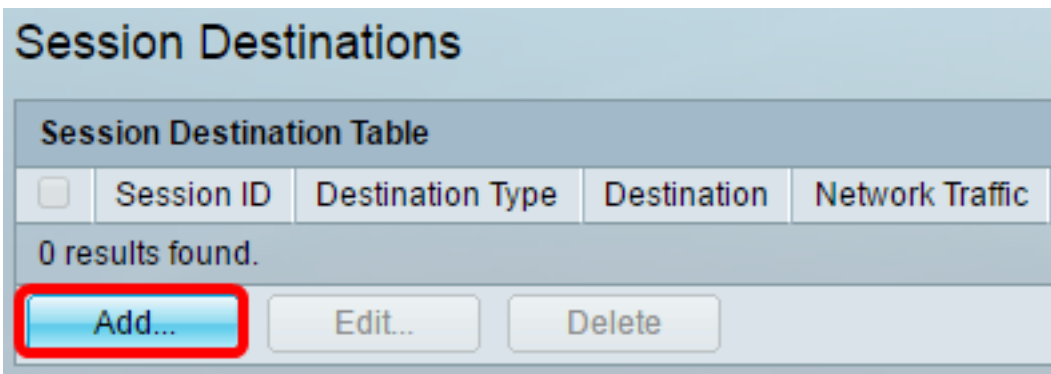 Session Destinations
Session Destination Table
Session ID Destination Type Destination Network Traffic
0 results found.
Add... Edit... Delete